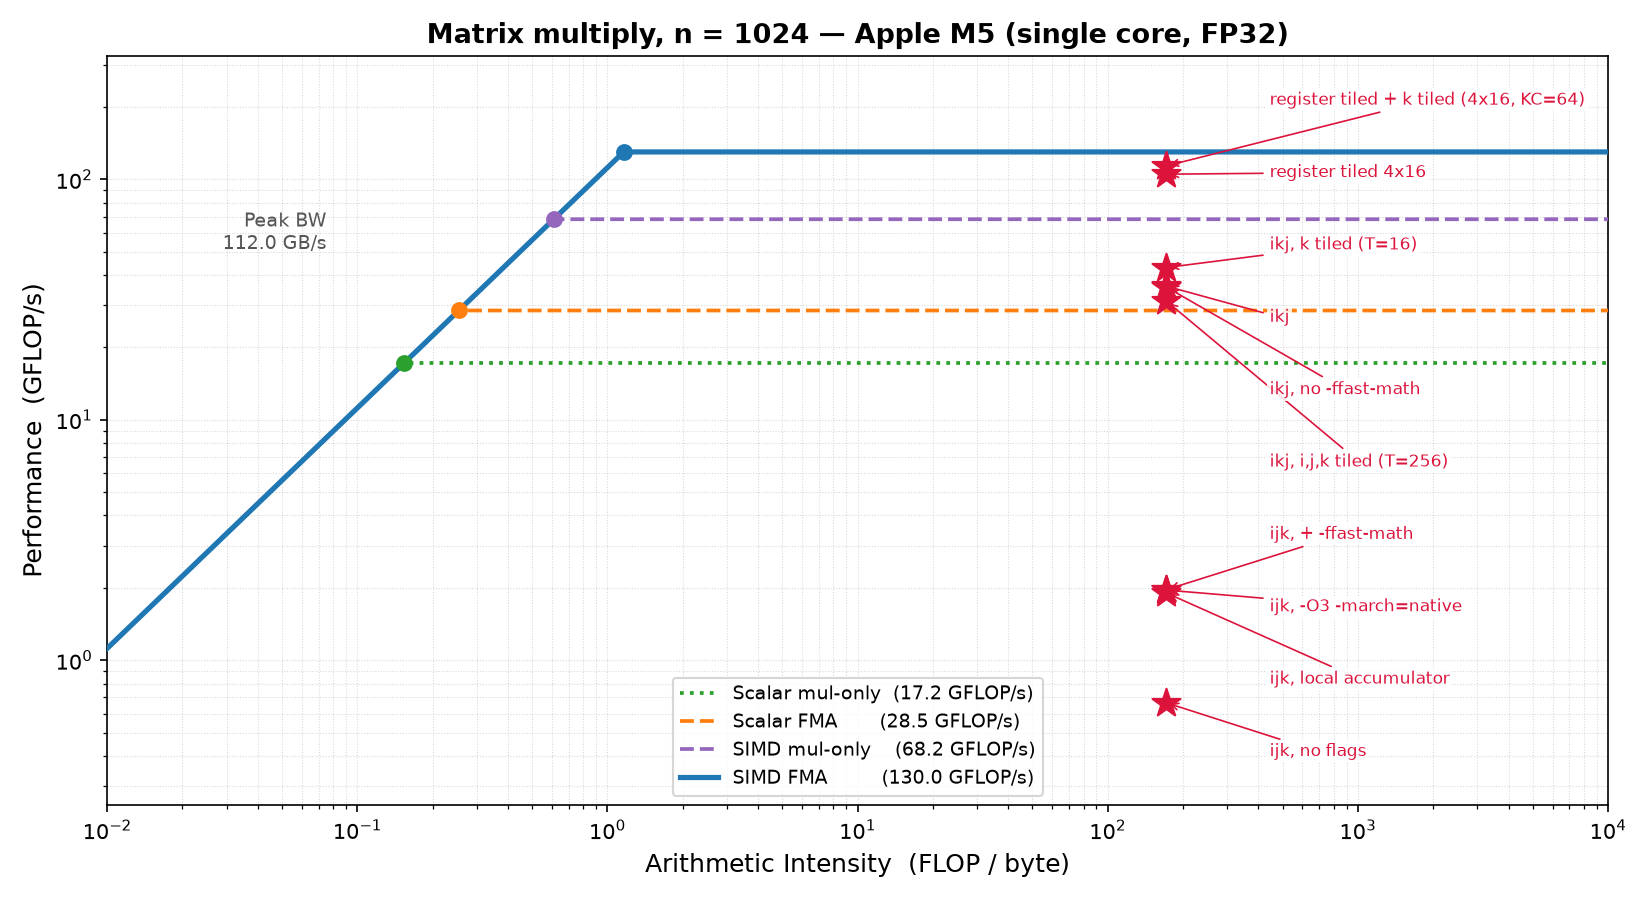 Matrix multiply, n = 1024 — Apple M5 (single core, FP32)
register tiled + k tiled (4x16, KC=64)
register tiled 4x16
Peak BW
112.0 GB/s
ikj, k tiled (T=16)
ikj
ikj, no -ffast-math
ikj, i,j,k tiled (T=256)
ijk, + -ffast-math
ijk, -O3 -march=native
ijk, local accumulator
ijk, no flags
Scalar mul-only (17.2 GFLOP/s)
Scalar FMA (28.5 GFLOP/s)
SIMD mul-only (68.2 GFLOP/s)
SIMD FMA (130.0 GFLOP/s)
Performance (GFLOP/s)
10²
10¹
10⁰
10⁻²
10⁻¹
10⁰
10¹
10²
10³
10⁴
Arithmetic Intensity (FLOP / byte)